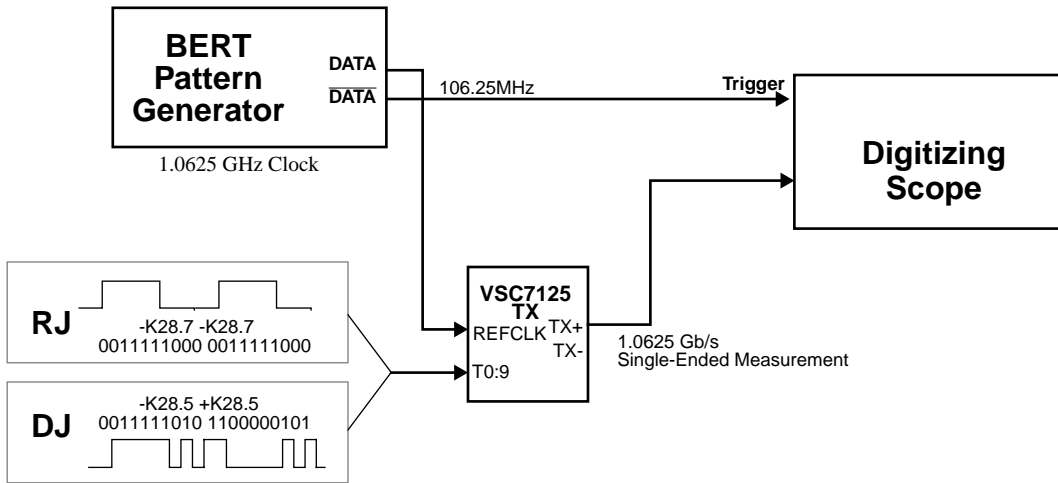 BERT
Pattern
Generator
DATA
DATA
106.25MHz
Trigger
1.0625 GHz Clock
Digitizing
Scope
RJ
-K28.7 -K28.7
0011111000 0011111000
DJ
-K28.5 +K28.5
0011111010 1100000101
VSC7125
TX
REFCLK
TX+
TX-
T0:9
1.0625 Gb/s
Single-Ended Measurement